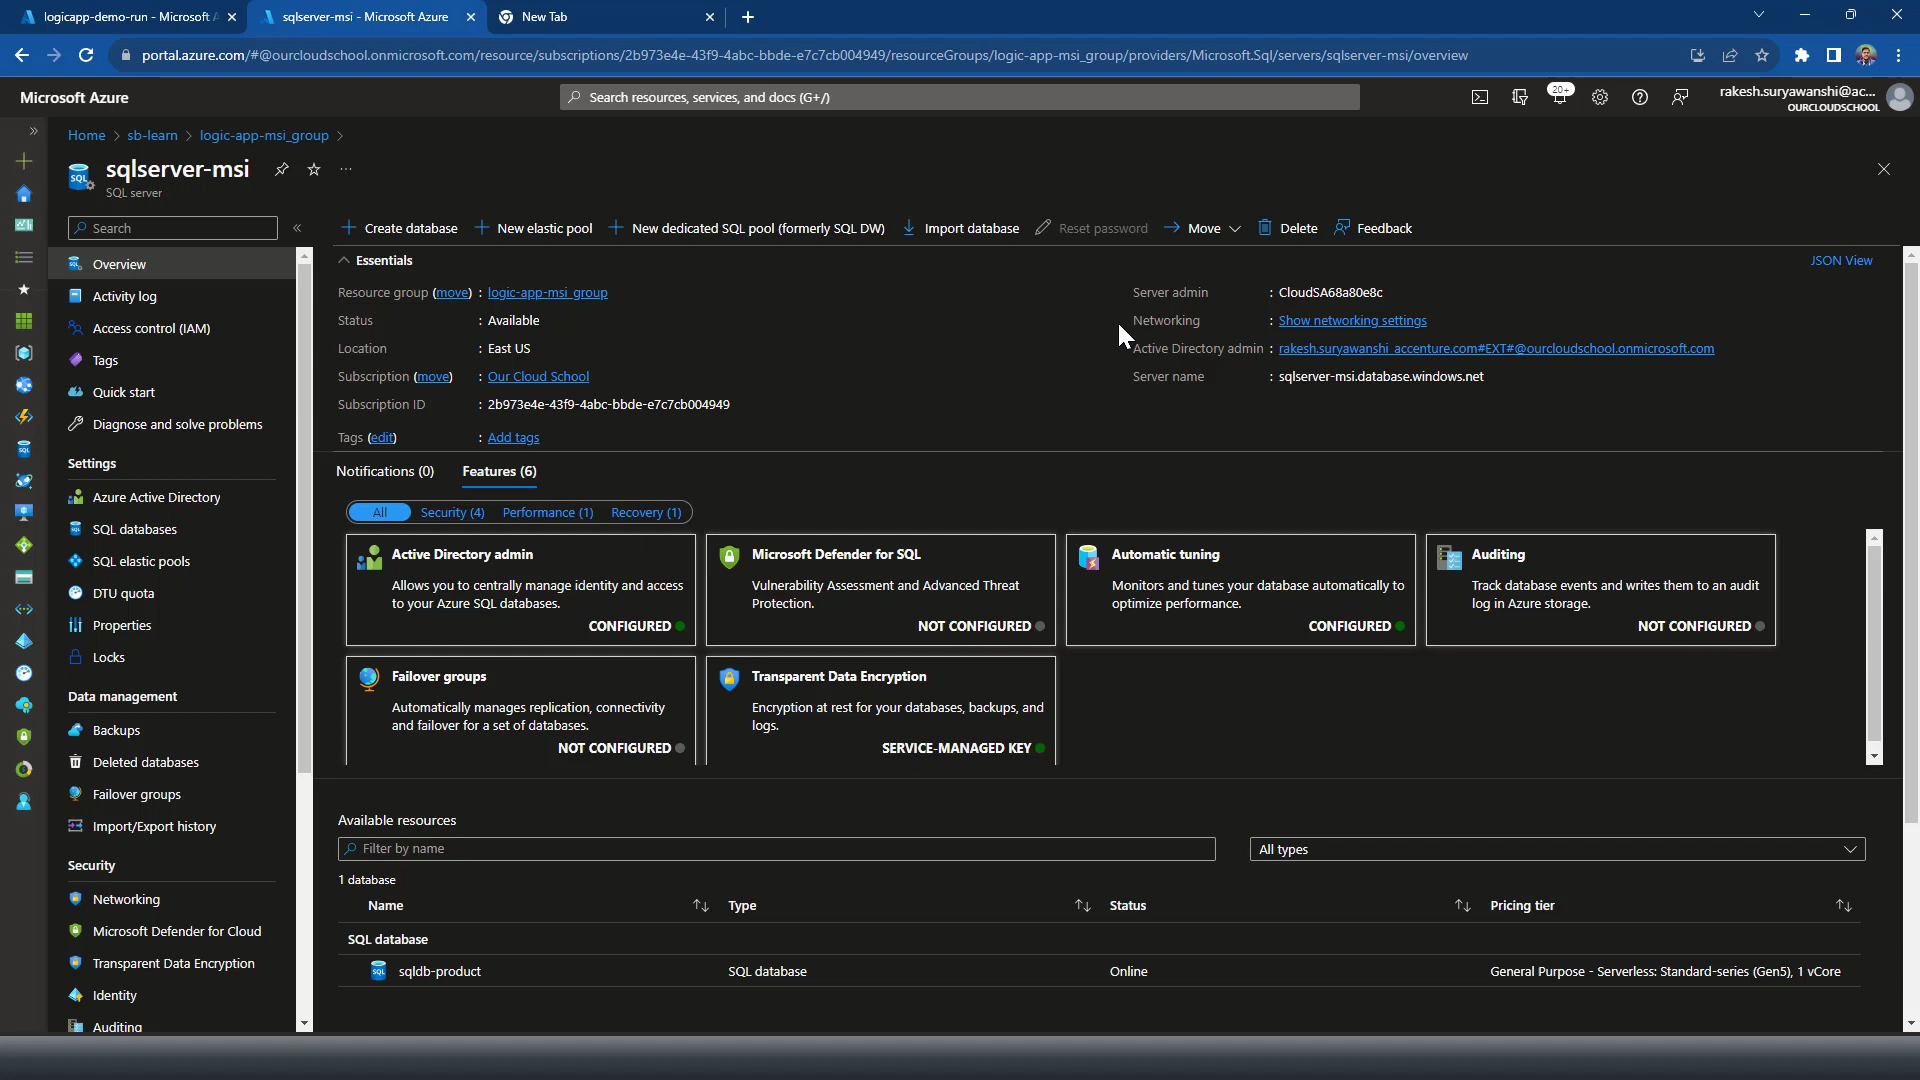 logicapp-demo-run - Microsoft A
sqlserver-msi - Microsoft Azure
New Tab
portal.azure.com/#@ourcloudschool.onmicrosoft.com/resource/subscriptions/2b973e4e-43f9-4abc-bbde-e7c7cb004949/resourceGroups/logic-app-msi_group/providers/Microsoft.Sql/servers/sqlserver-msi/overview
Microsoft Azure
Search resources, services, and docs (G+/)
20+
rakesh.suryawanshi@ac...
OURCLOUDSCHOOL
Home > sb-learn > logic-app-msi_group >
SQL
sqlserver-msi
...
SQL server
Search
Create database
New elastic pool
New dedicated SQL pool (formerly SQL DW)
Import database
Reset password
Move
Delete
Feedback
Overview
Activity log
Access control (IAM)
Tags
Quick start
Diagnose and solve problems
Settings
Azure Active Directory
SQL databases
SQL elastic pools
DTU quota
Properties
Locks
Data management
Backups
Deleted databases
Failover groups
Import/Export history
Security
Networking
Microsoft Defender for Cloud
Transparent Data Encryption
Identity
Auditing
Essentials
JSON View
Resource group (move) : logic-app-msi_group
Status : Available
Location : East US
Subscription (move) : Our Cloud School
Subscription ID : 2b973e4e-43f9-4abc-bbde-e7c7cb004949
Tags (edit) : Add tags
Server admin : CloudSA68a80e8c
Networking : Show networking settings
Active Directory admin : rakesh.suryawanshi_accenture.com#EXT#@ourcloudschool.onmicrosoft.com
Server name : sqlserver-msi.database.windows.net
Notifications (0)
Features (6)
All
Security (4)
Performance (1)
Recovery (1)
Active Directory admin
Allows you to centrally manage identity and access
to your Azure SQL databases.
CONFIGURED
Microsoft Defender for SQL
Vulnerability Assessment and Advanced Threat
Protection.
NOT CONFIGURED
Automatic tuning
Monitors and tunes your database automatically to
optimize performance.
CONFIGURED
Auditing
Track database events and writes them to an audit
log in Azure storage.
NOT CONFIGURED
Failover groups
Automatically manages replication, connectivity
and failover for a set of databases.
NOT CONFIGURED
Transparent Data Encryption
Encryption at rest for your databases, backups, and
logs.
SERVICE-MANAGED KEY
Available resources
Filter by name
All types
1 database
Name
Type
Status
Pricing tier
SQL database
sqldb-product
SQL database
Online
General Purpose - Serverless: Standard-series (Gen5), 1 vCore